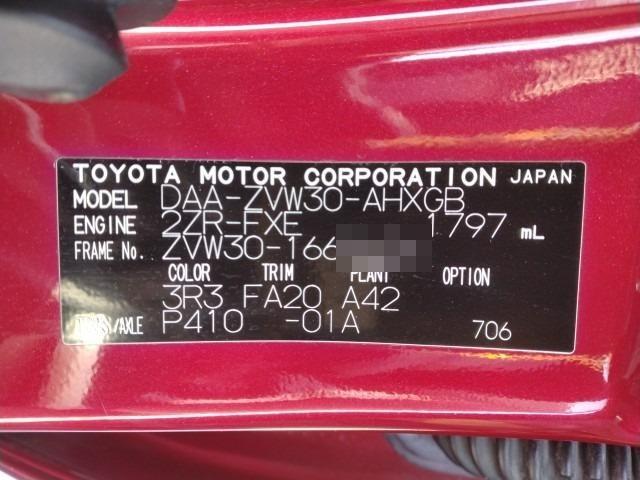 TOYOTA MOTOR CORPORATION JAPAN
MODEL DAA-ZVW30-AHXGB
ENGINE 2ZR-FXE 1797 mL
FRAME No. ZVW30-166
COLOR TRIM PLANT OPTION
3R3 FA20 A42
/AXLE P410 -01A 706